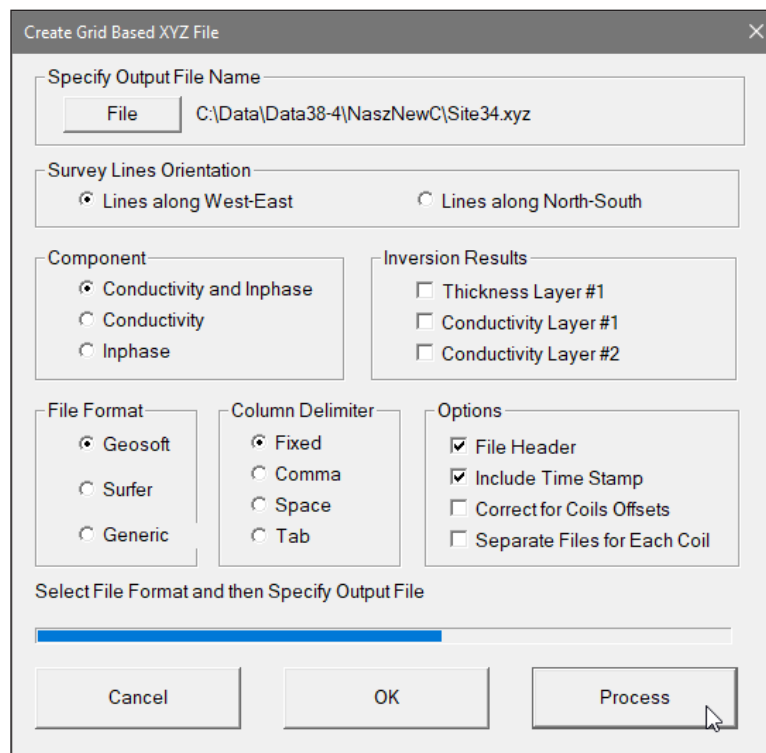 Create Grid Based XYZ File
Specify Output File Name
File C:\Data\Data38-4\NaszNewC\Site34.xyz
Survey Lines Orientation
Lines along West-East Lines along North-South
Component
Conductivity and Inphase
Conductivity
Inphase
Inversion Results
Thickness Layer #1
Conductivity Layer #1
Conductivity Layer #2
File Format
Geosoft
Surfer
Generic
Column Delimiter
Fixed
Comma
Space
Tab
Options
File Header
Include Time Stamp
Correct for Coils Offsets
Separate Files for Each Coil
Select File Format and then Specify Output File
Cancel OK Process